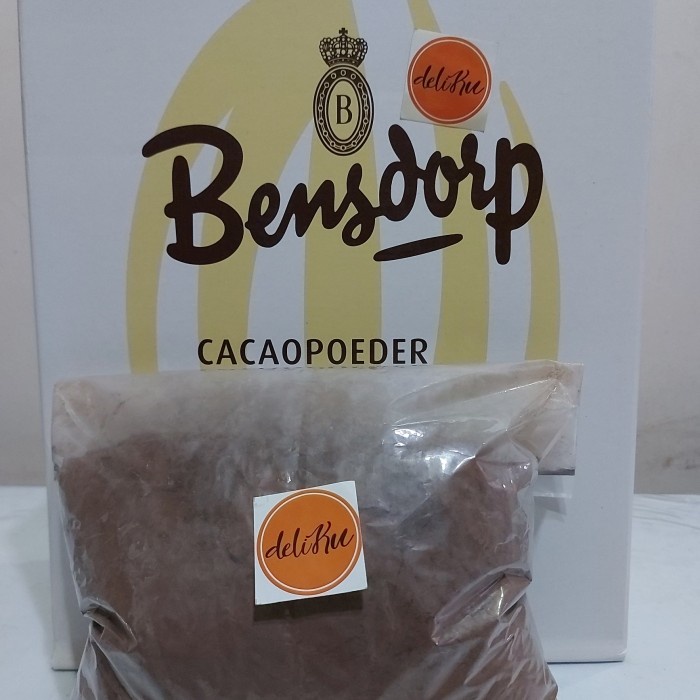 B
deliKu
Bensdorp
CACAOPOEDER
deliKu